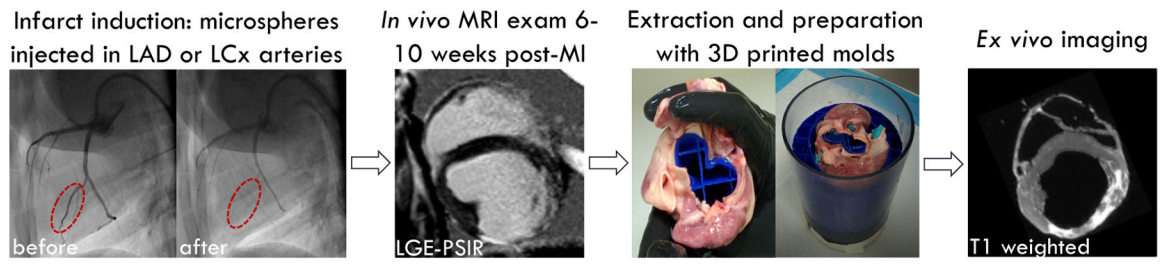 Infarct induction: microspheres
injected in LAD or LCx arteries
before
after
In vivo MRI exam 6-
10 weeks post-MI
LGE-PSIR
Extraction and preparation
with 3D printed molds
Ex vivo imaging
T1 weighted